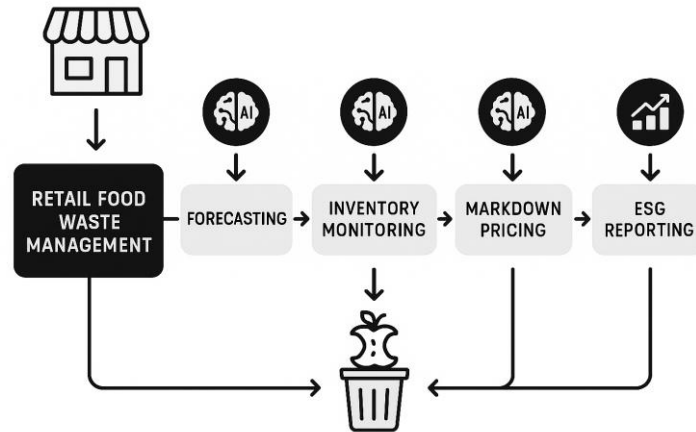 AI
AI
AI
RETAIL FOOD
WASTE
MANAGEMENT
FORECASTING
INVENTORY
MONITORING
MARKDOWN
PRICING
ESG
REPORTING